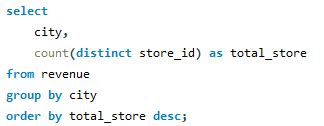 select
    city,
    count(distinct store_id) as total_store
from revenue
group by city
order by total_store desc;